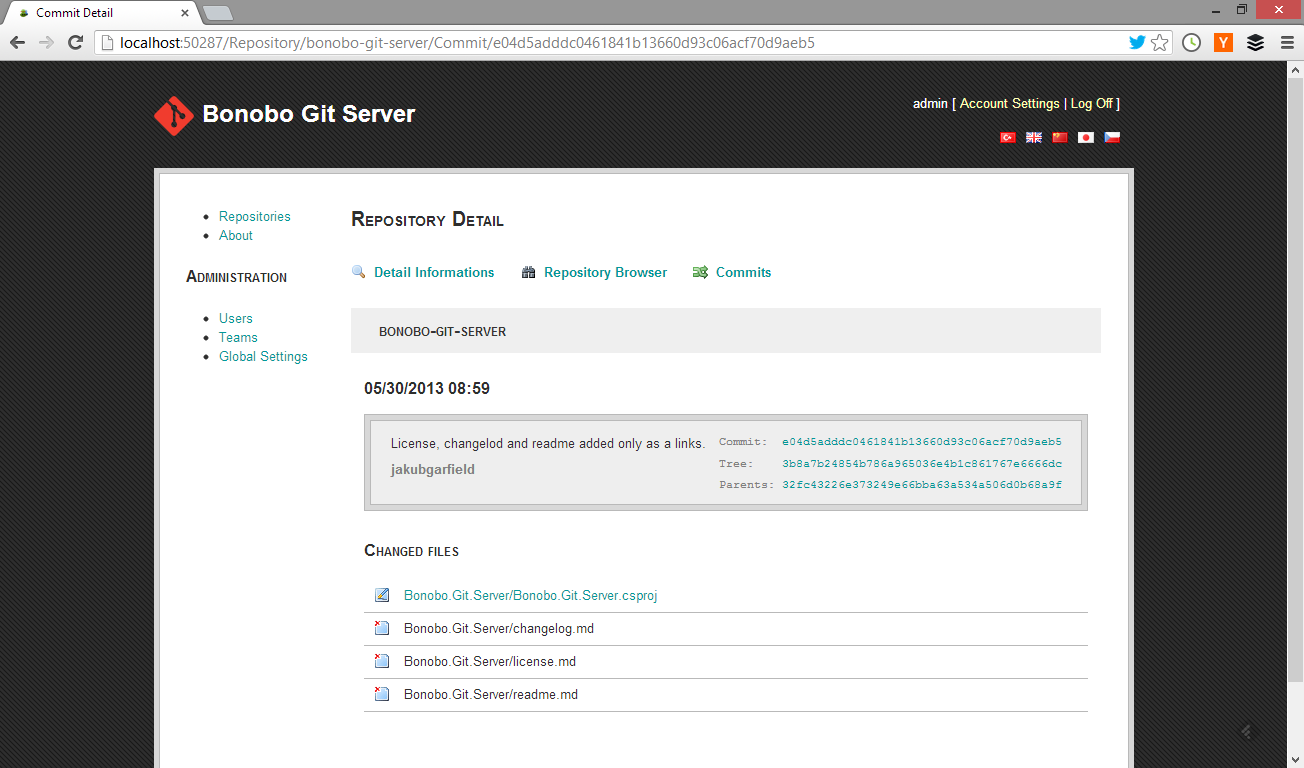 Commit Detail
localhost:50287/Repository/bonobo-git-server/Commit/e04d5adddc0461841b13660d93c06acf70d9aeb5
Y
Bonobo Git Server
admin [ Account Settings | Log Off ]
Repositories
About
Administration
Users
Teams
Global Settings
Repository Detail
Detail Informations
Repository Browser
Commits
bonobo-git-server
05/30/2013 08:59
License, changelod and readme added only as a links.
jakubgarfield
Commit: e04d5adddc0461841b13660d93c06acf70d9aeb5
Tree: 3b8a7b24854b786a965036e4b1c861767e6666dc
Parents: 32fc43226e373249e66bba63a534a506d0b68a9f
Changed files
Bonobo.Git.Server/Bonobo.Git.Server.csproj
Bonobo.Git.Server/changelog.md
Bonobo.Git.Server/license.md
Bonobo.Git.Server/readme.md